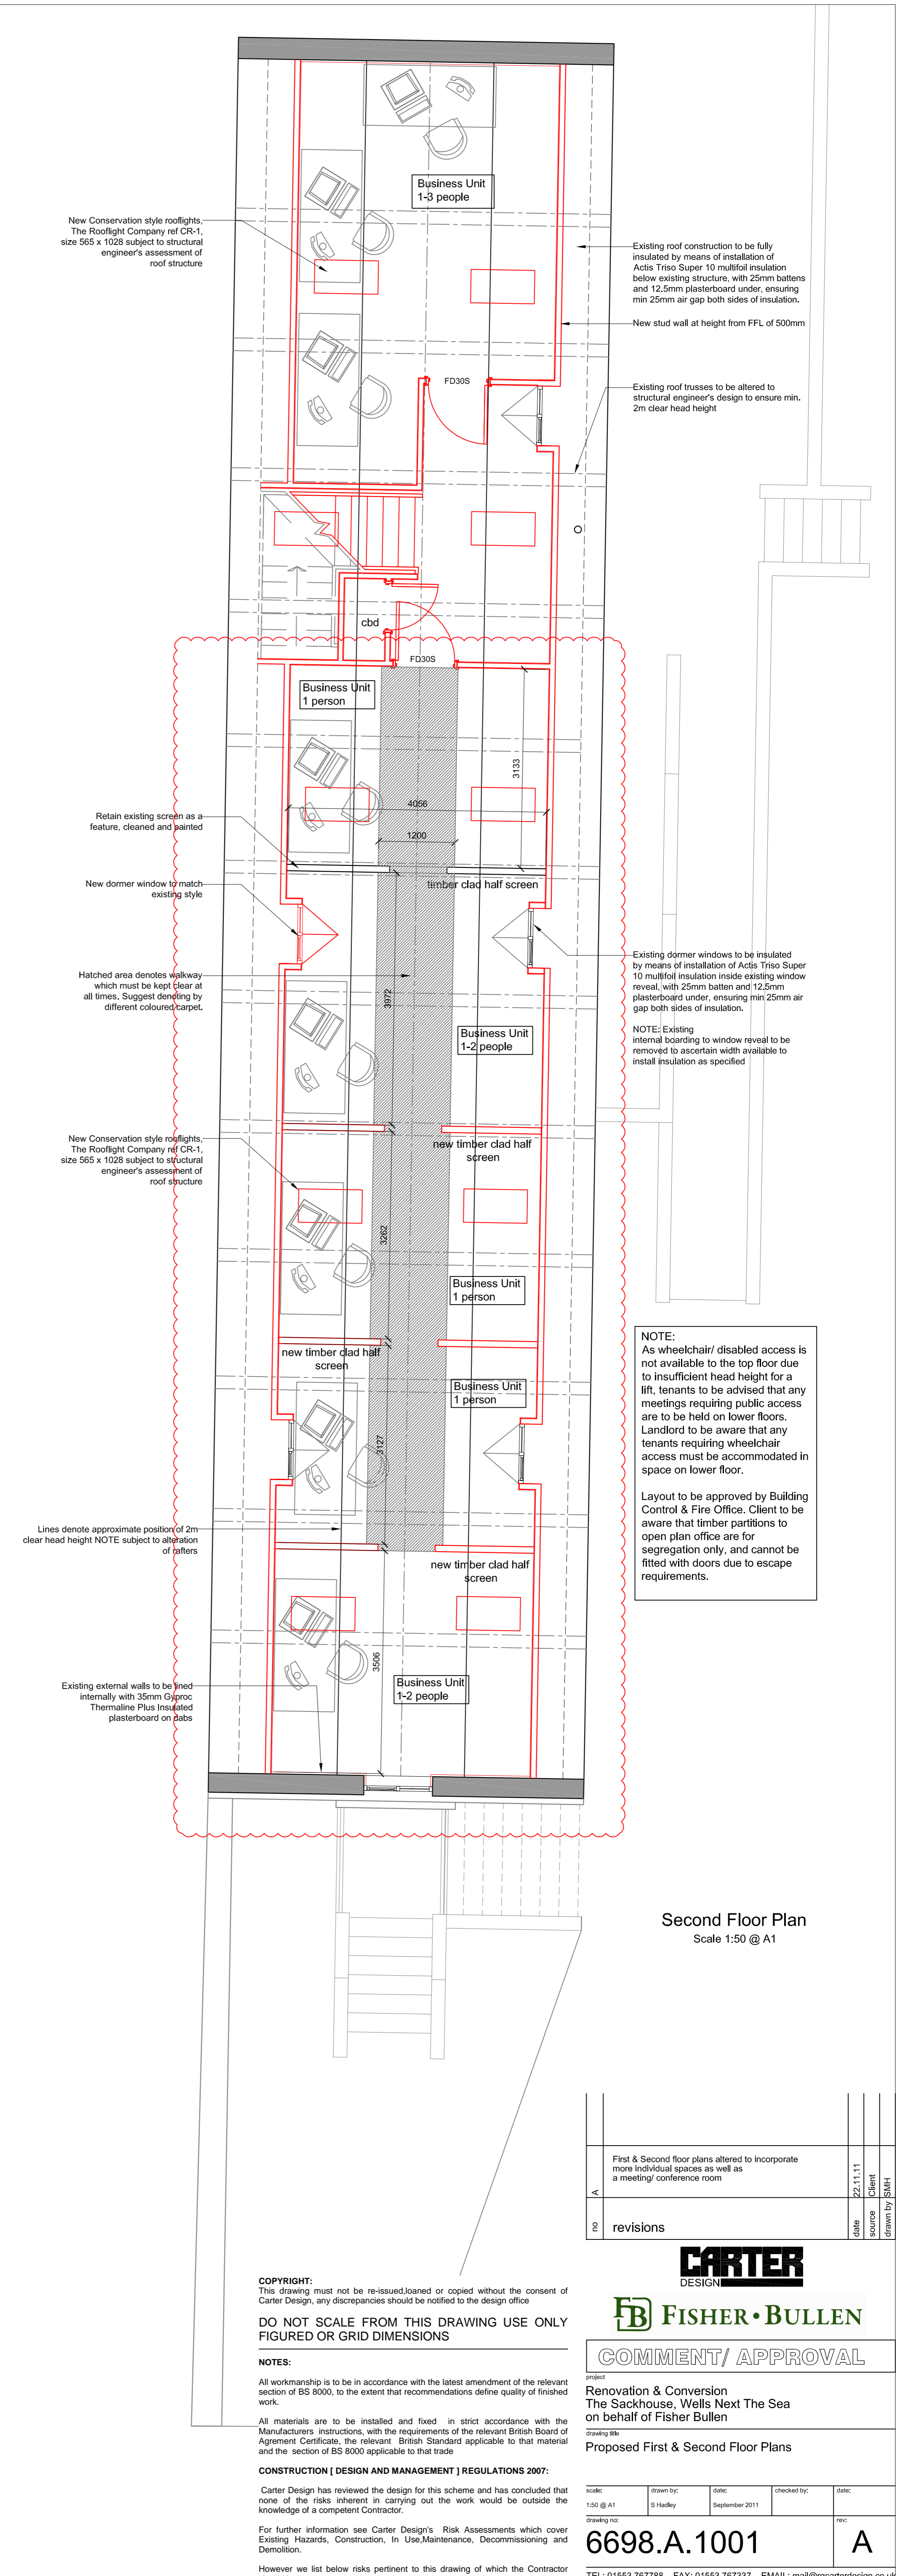 Business Unit
1-3 people
New Conservation style rooflights,
The Rooflight Company ref CR-1,
size 565 x 1028 subject to structural
engineer's assessment of
roof structure
Existing roof construction to be fully
insulated by means of installation of
Actis Triso Super 10 multifoil insulation
below existing structure, with 25mm battens
and 12.5mm plasterboard under, ensuring
min 25mm air gap both sides of insulation.
New stud wall at height from FFL of 500mm
FD30S
Existing roof trusses to be altered to
structural engineer's design to ensure min.
2m clear head height
cbd
FD30S
Business Unit
1 person
3133
4056
1200
Retain existing screen as a
feature, cleaned and painted
timber clad half screen
New dormer window to match
existing style
Hatched area denotes walkway
which must be kept clear at
all times. Suggest denoting by
different coloured carpet.
3972
Existing dormer windows to be insulated
by means of installation of Actis Triso Super
10 multifoil insulation inside existing window
reveal, with 25mm batten and 12.5mm
plasterboard under, ensuring min 25mm air
gap both sides of insulation.
NOTE: Existing
internal boarding to window reveal to be
removed to ascertain width available to
install insulation as specified
Business Unit
1-2 people
New Conservation style rooflights,
The Rooflight Company ref CR-1,
size 565 x 1028 subject to structural
engineer's assessment of
roof structure
new timber clad half
screen
3262
Business Unit
1 person
new timber clad half
screen
Business Unit
1 person
3127
NOTE:
As wheelchair/ disabled access is
not available to the top floor due
to insufficient head height for a
lift, tenants to be advised that any
meetings requiring public access
are to be held on lower floors.
Landlord to be aware that any
tenants requiring wheelchair
access must be accommodated in
space on lower floor.
Layout to be approved by Building
Control & Fire Office. Client to be
aware that timber partitions to
open plan office are for
segregation only, and cannot be
fitted with doors due to escape
requirements.
Lines denote approximate position of 2m
clear head height NOTE subject to alteration
of rafters
new timber clad half
screen
3506
Business Unit
1-2 people
Existing external walls to be lined
internally with 35mm Gyproc
Thermaline Plus Insulated
plasterboard on dabs
Second Floor Plan
Scale 1:50 @ A1
A
First & Second floor plans altered to incorporate
more individual spaces as well as
a meeting/ conference room
22.11.11
Client
SMH
no
revisions
date
source
drawn by
CARTER
DESIGN
FB FISHER • BULLEN
COMMENT/ APPROVAL
project
Renovation & Conversion
The Sackhouse, Wells Next The Sea
on behalf of Fisher Bullen
drawing title
Proposed First & Second Floor Plans
scale: drawn by: date: checked by: date:
1:50 @ A1 S Hadley September 2011
drawing no: rev:
6698.A.1001 A
TEL: 01553 767788 FAX: 01553 767337 EMAIL: mail@rgcarterdesign.co.uk
COPYRIGHT:
This drawing must not be re-issued,loaned or copied without the consent of
Carter Design, any discrepancies should be notified to the design office
DO NOT SCALE FROM THIS DRAWING USE ONLY
FIGURED OR GRID DIMENSIONS
NOTES:
All workmanship is to be in accordance with the latest amendment of the relevant
section of BS 8000, to the extent that recommendations define quality of finished
work.
All materials are to be installed and fixed in strict accordance with the
Manufacturers instructions, with the requirements of the relevant British Board of
Agrement Certificate, the relevant British Standard applicable to that material
and the section of BS 8000 applicable to that trade
CONSTRUCTION [ DESIGN AND MANAGEMENT ] REGULATIONS 2007:
Carter Design has reviewed the design for this scheme and has concluded that
none of the risks inherent in carrying out the work would be outside the
knowledge of a competent Contractor.
For further information see Carter Design's Risk Assessments which cover
Existing Hazards, Construction, In Use,Maintenance, Decommissioning and
Demolition.
However we list below risks pertinent to this drawing of which the Contractor